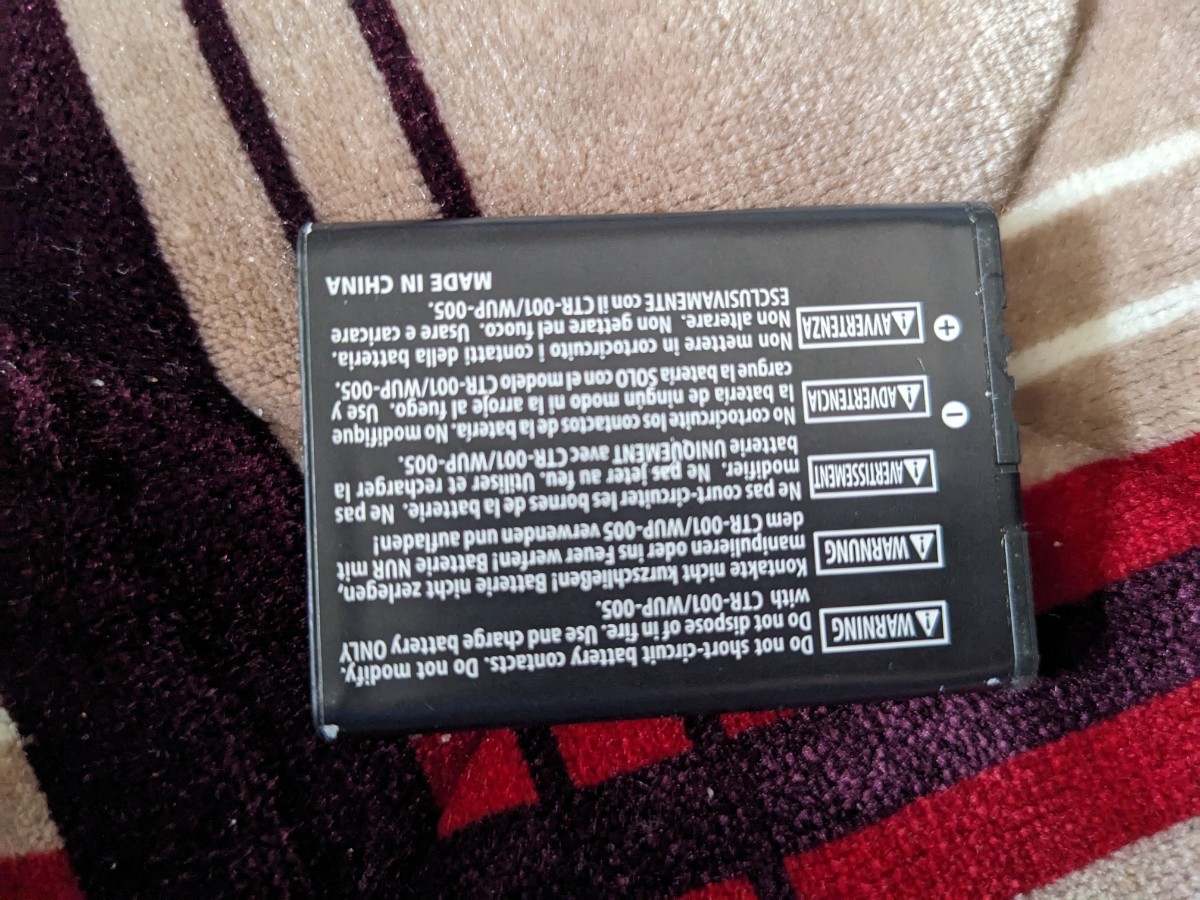 ⚠ WARNING
Do not short-circuit battery contacts. Do not modify.
Do not dispose of in fire. Use and charge battery ONLY
with CTR-001/WUP-005.
⚠ WARNUNG
Kontakte nicht kurzschließen! Batterie nicht zerlegen,
manipulieren oder ins Feuer werfen! Batterie NUR mit
dem CTR-001/WUP-005 verwenden und aufladen!
⚠ AVERTISSEMENT
Ne pas court-circuiter les bornes de la batterie. Ne pas
modifier. Ne pas jeter au feu. Utiliser et recharger la
batterie UNIQUEMENT avec CTR-001/WUP-005.
⚠ ADVERTENCIA
No cortocircuite los contactos de la batería. No modifique
la batería de ningún modo ni la arroje al fuego. Use y
cargue la batería SOLO con el modelo CTR-001/WUP-005.
⚠ AVVERTENZA
Non mettere in cortocircuito i contatti della batteria.
Non alterare. Non gettare nel fuoco. Usare e caricare
ESCLUSIVAMENTE con il CTR-001/WUP-005.
MADE IN CHINA
−
+